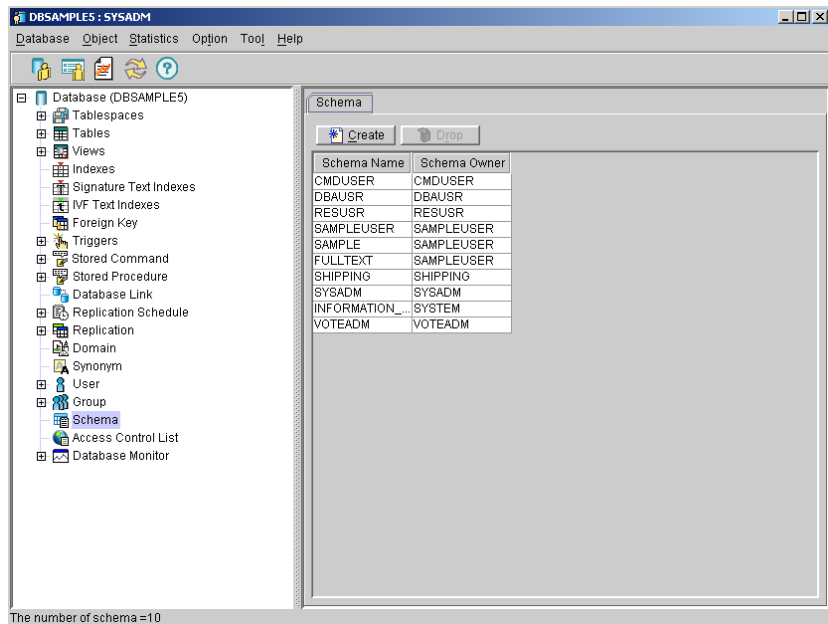 DBSAMPLE5 : SYSADM
Database Object Statistics Option Tool Help
Database (DBSAMPLE5)
Tablespaces
Tables
Views
Indexes
Signature Text Indexes
IVF Text Indexes
Foreign Key
Triggers
Stored Command
Stored Procedure
Database Link
Replication Schedule
Replication
Domain
Synonym
User
Group
Schema
Access Control List
Database Monitor
Schema
Create Drop
Schema Name Schema Owner
CMDUSER CMDUSER
DBAUSR DBAUSR
RESUSR RESUSR
SAMPLEUSER SAMPLEUSER
SAMPLE SAMPLEUSER
FULLTEXT SAMPLEUSER
SHIPPING SHIPPING
SYSADM SYSADM
INFORMATION_... SYSTEM
VOTEADM VOTEADM
The number of schema =10